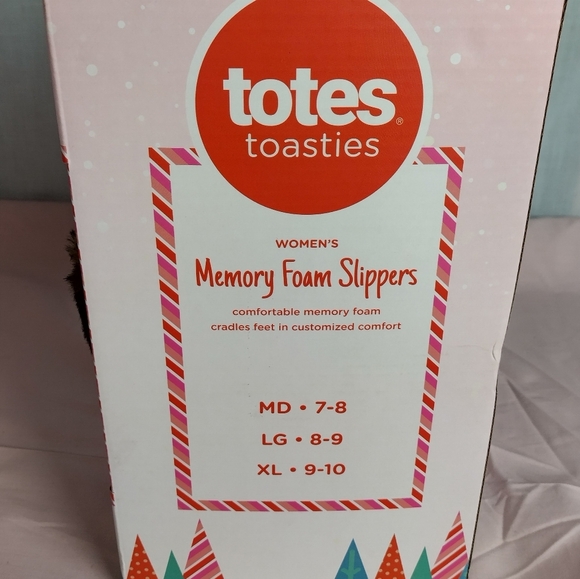 totes®
toasties
WOMEN'S
Memory Foam Slippers
comfortable memory foam
cradles feet in customized comfort
MD • 7-8
LG • 8-9
XL • 9-10